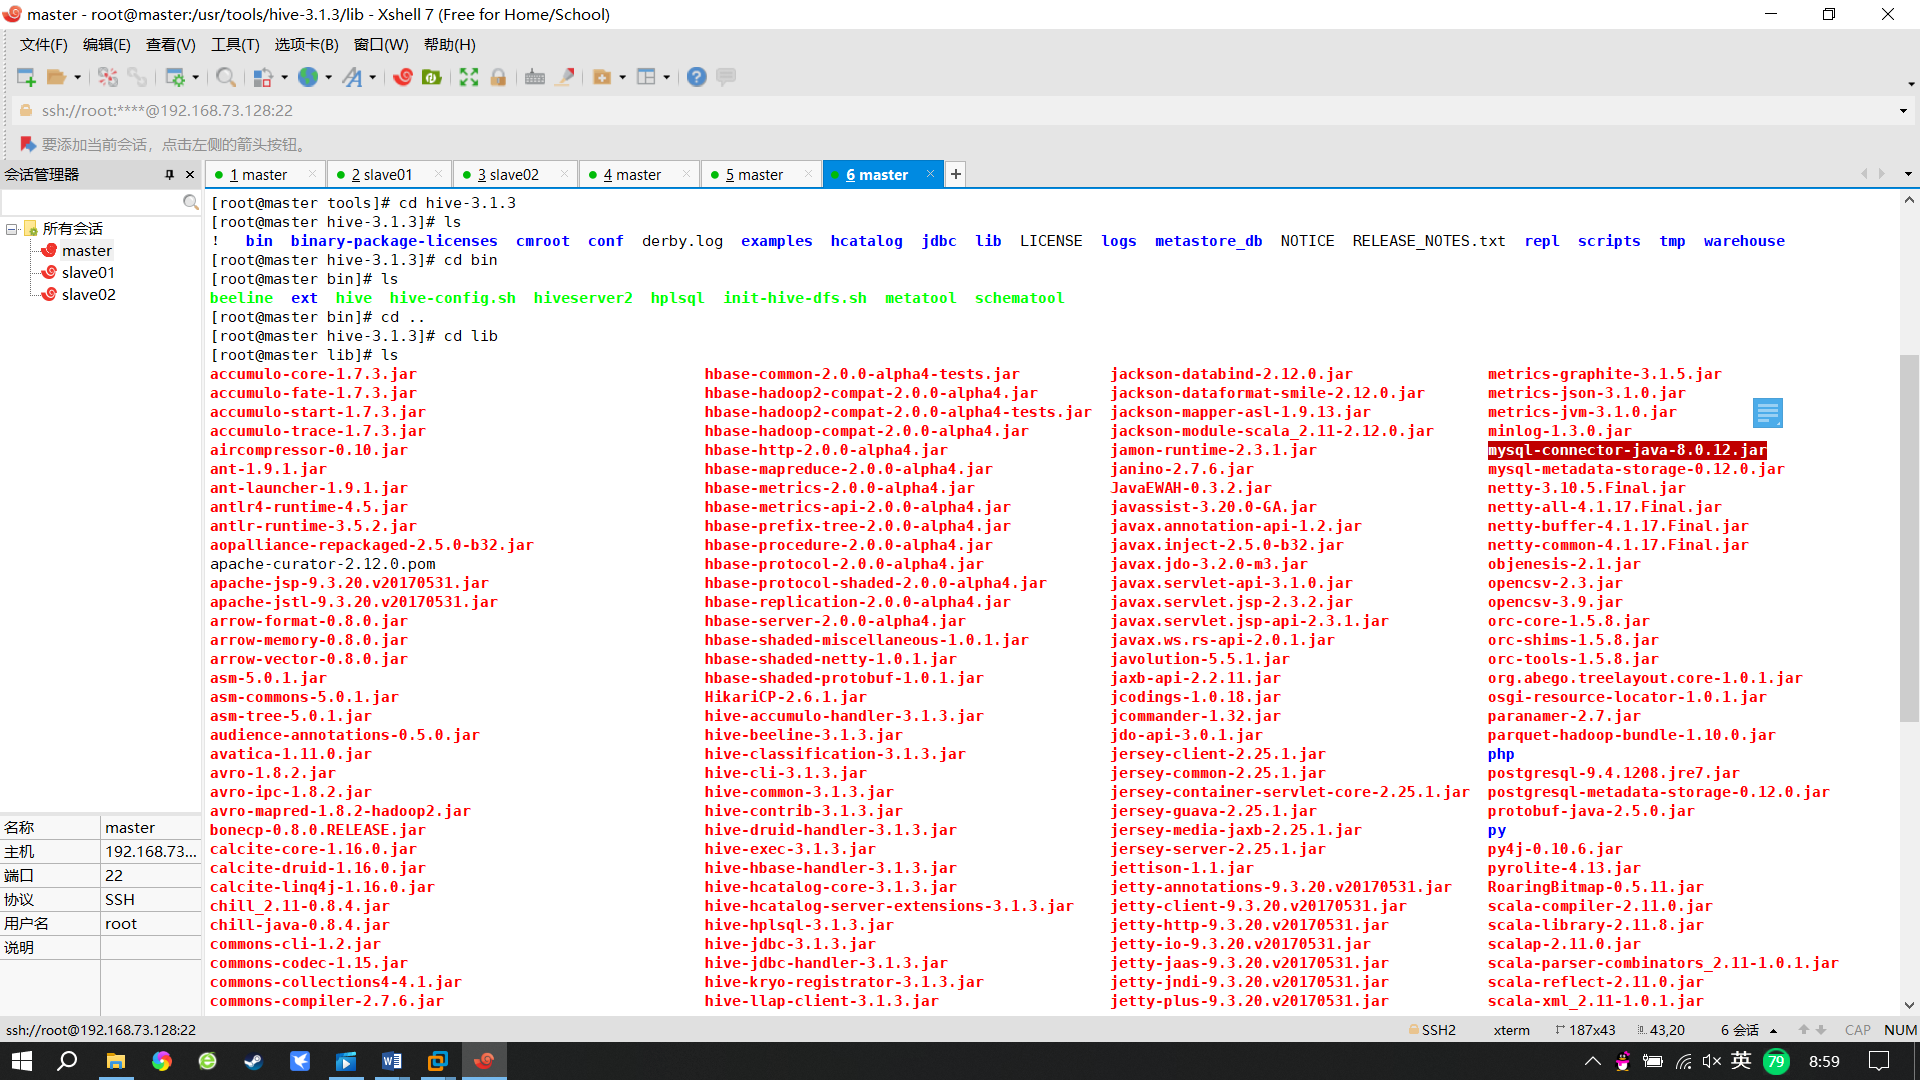 master - root@master:/usr/tools/hive-3.1.3/lib - Xshell 7 (Free for Home/School)
文件(F) 编辑(E) 查看(V) 工具(T) 选项卡(B) 窗口(W) 帮助(H)
ssh://root:****@192.168.73.128:22
要添加当前会话，点击左侧的箭头按钮。
会话管理器
所有会话
master
slave01
slave02
名称 master
主机 192.168.73...
端口 22
协议 SSH
用户名 root
说明
1 master 2 slave01 3 slave02 4 master 5 master 6 master +
[root@master tools]# cd hive-3.1.3
[root@master hive-3.1.3]# ls
! bin binary-package-licenses cmroot conf derby.log examples hcatalog jdbc lib LICENSE logs metastore_db NOTICE RELEASE_NOTES.txt repl scripts tmp warehouse
[root@master hive-3.1.3]# cd bin
[root@master bin]# ls
beeline ext hive hive-config.sh hiveserver2 hplsql init-hive-dfs.sh metatool schematool
[root@master bin]# cd ..
[root@master hive-3.1.3]# cd lib
[root@master lib]# ls
accumulo-core-1.7.3.jar hbase-common-2.0.0-alpha4-tests.jar jackson-databind-2.12.0.jar metrics-graphite-3.1.5.jar
accumulo-fate-1.7.3.jar hbase-hadoop2-compat-2.0.0-alpha4.jar jackson-dataformat-smile-2.12.0.jar metrics-json-3.1.0.jar
accumulo-start-1.7.3.jar hbase-hadoop2-compat-2.0.0-alpha4-tests.jar jackson-mapper-asl-1.9.13.jar metrics-jvm-3.1.0.jar
accumulo-trace-1.7.3.jar hbase-hadoop-compat-2.0.0-alpha4.jar jackson-module-scala_2.11-2.12.0.jar minlog-1.3.0.jar
aircompressor-0.10.jar hbase-http-2.0.0-alpha4.jar jamon-runtime-2.3.1.jar mysql-connector-java-8.0.12.jar
ant-1.9.1.jar hbase-mapreduce-2.0.0-alpha4.jar janino-2.7.6.jar mysql-metadata-storage-0.12.0.jar
ant-launcher-1.9.1.jar hbase-metrics-2.0.0-alpha4.jar JavaEWAH-0.3.2.jar netty-3.10.5.Final.jar
antlr4-runtime-4.5.jar hbase-metrics-api-2.0.0-alpha4.jar javassist-3.20.0-GA.jar netty-all-4.1.17.Final.jar
antlr-runtime-3.5.2.jar hbase-prefix-tree-2.0.0-alpha4.jar javax.annotation-api-1.2.jar netty-buffer-4.1.17.Final.jar
aopalliance-repackaged-2.5.0-b32.jar hbase-procedure-2.0.0-alpha4.jar javax.inject-2.5.0-b32.jar netty-common-4.1.17.Final.jar
apache-curator-2.12.0.pom hbase-protocol-2.0.0-alpha4.jar javax.jdo-3.2.0-m3.jar objenesis-2.1.jar
apache-jsp-9.3.20.v20170531.jar hbase-protocol-shaded-2.0.0-alpha4.jar javax.servlet-api-3.1.0.jar opencsv-2.3.jar
apache-jstl-9.3.20.v20170531.jar hbase-replication-2.0.0-alpha4.jar javax.servlet.jsp-2.3.2.jar opencsv-3.9.jar
arrow-format-0.8.0.jar hbase-server-2.0.0-alpha4.jar javax.servlet.jsp-api-2.3.1.jar orc-core-1.5.8.jar
arrow-memory-0.8.0.jar hbase-shaded-miscellaneous-1.0.1.jar javax.ws.rs-api-2.0.1.jar orc-shims-1.5.8.jar
arrow-vector-0.8.0.jar hbase-shaded-netty-1.0.1.jar javolution-5.5.1.jar orc-tools-1.5.8.jar
asm-5.0.1.jar hbase-shaded-protobuf-1.0.1.jar jaxb-api-2.2.11.jar org.abego.treelayout.core-1.0.1.jar
asm-commons-5.0.1.jar HikariCP-2.6.1.jar jcodings-1.0.18.jar osgi-resource-locator-1.0.1.jar
asm-tree-5.0.1.jar hive-accumulo-handler-3.1.3.jar jcommander-1.32.jar paranamer-2.7.jar
audience-annotations-0.5.0.jar hive-beeline-3.1.3.jar jdo-api-3.0.1.jar parquet-hadoop-bundle-1.10.0.jar
avatica-1.11.0.jar hive-classification-3.1.3.jar jersey-client-2.25.1.jar php
avro-1.8.2.jar hive-cli-3.1.3.jar jersey-common-2.25.1.jar postgresql-9.4.1208.jre7.jar
avro-ipc-1.8.2.jar hive-common-3.1.3.jar jersey-container-servlet-core-2.25.1.jar postgresql-metadata-storage-0.12.0.jar
avro-mapred-1.8.2-hadoop2.jar hive-contrib-3.1.3.jar jersey-guava-2.25.1.jar protobuf-java-2.5.0.jar
bonecp-0.8.0.RELEASE.jar hive-druid-handler-3.1.3.jar jersey-media-jaxb-2.25.1.jar py
calcite-core-1.16.0.jar hive-exec-3.1.3.jar jersey-server-2.25.1.jar py4j-0.10.6.jar
calcite-druid-1.16.0.jar hive-hbase-handler-3.1.3.jar jettison-1.1.jar pyrolite-4.13.jar
calcite-linq4j-1.16.0.jar hive-hcatalog-core-3.1.3.jar jetty-annotations-9.3.20.v20170531.jar RoaringBitmap-0.5.11.jar
chill_2.11-0.8.4.jar hive-hcatalog-server-extensions-3.1.3.jar jetty-client-9.3.20.v20170531.jar scala-compiler-2.11.0.jar
chill-java-0.8.4.jar hive-hplsql-3.1.3.jar jetty-http-9.3.20.v20170531.jar scala-library-2.11.8.jar
commons-cli-1.2.jar hive-jdbc-3.1.3.jar jetty-io-9.3.20.v20170531.jar scalap-2.11.0.jar
commons-codec-1.15.jar hive-jdbc-handler-3.1.3.jar jetty-jaas-9.3.20.v20170531.jar scala-parser-combinators_2.11-1.0.1.jar
commons-collections4-4.1.jar hive-kryo-registrator-3.1.3.jar jetty-jndi-9.3.20.v20170531.jar scala-reflect-2.11.0.jar
commons-compiler-2.7.6.jar hive-llap-client-3.1.3.jar jetty-plus-9.3.20.v20170531.jar scala-xml_2.11-1.0.1.jar
ssh://root@192.168.73.128:22 SSH2 xterm 187x43 43,20 6 会话 CAP NUM
英 79 8:59